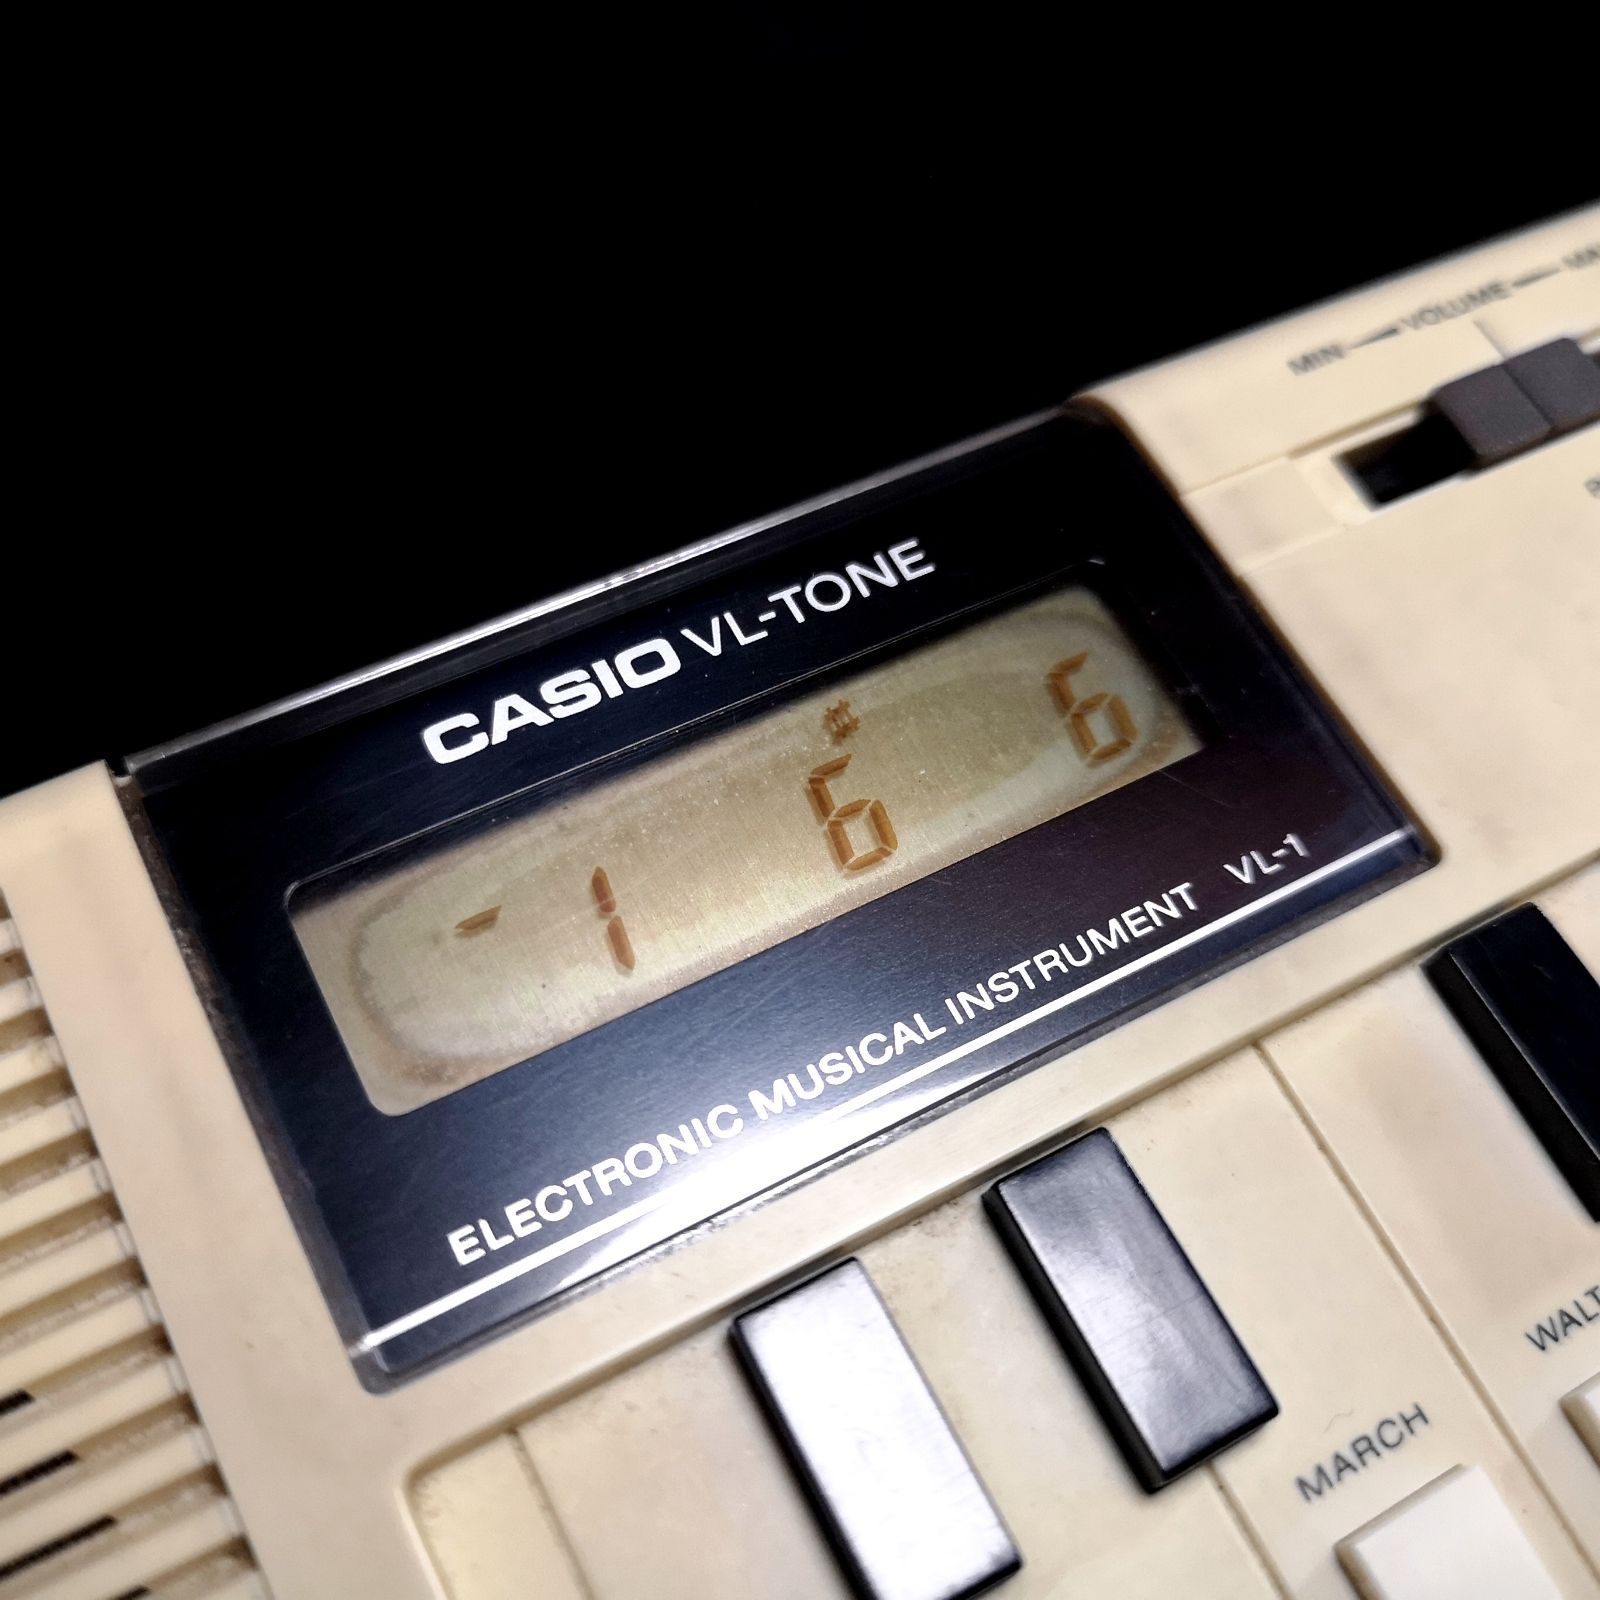 MIN VOLUME
CASIO VL-TONE
#
- 1 6 6
ELECTRONIC MUSICAL INSTRUMENT VL-1
MARCH